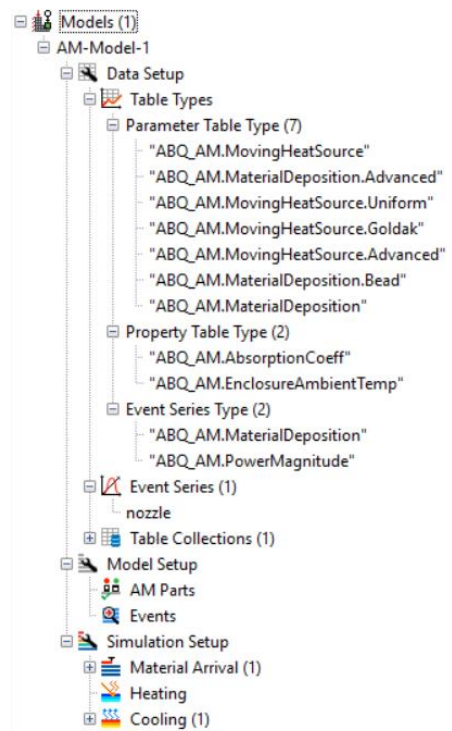 Models (1)
AM-Model-1
Data Setup
Table Types
Parameter Table Type (7)
"ABQ_AM.MovingHeatSource"
"ABQ_AM.MaterialDeposition.Advanced"
"ABQ_AM.MovingHeatSource.Uniform"
"ABQ_AM.MovingHeatSource.Goldak"
"ABQ_AM.MovingHeatSource.Advanced"
"ABQ_AM.MaterialDeposition.Bead"
"ABQ_AM.MaterialDeposition"
Property Table Type (2)
"ABQ_AM.AbsorptionCoeff"
"ABQ_AM.EnclosureAmbientTemp"
Event Series Type (2)
"ABQ_AM.MaterialDeposition"
"ABQ_AM.PowerMagnitude"
Event Series (1)
nozzle
Table Collections (1)
Model Setup
AM Parts
Events
Simulation Setup
Material Arrival (1)
Heating
Cooling (1)